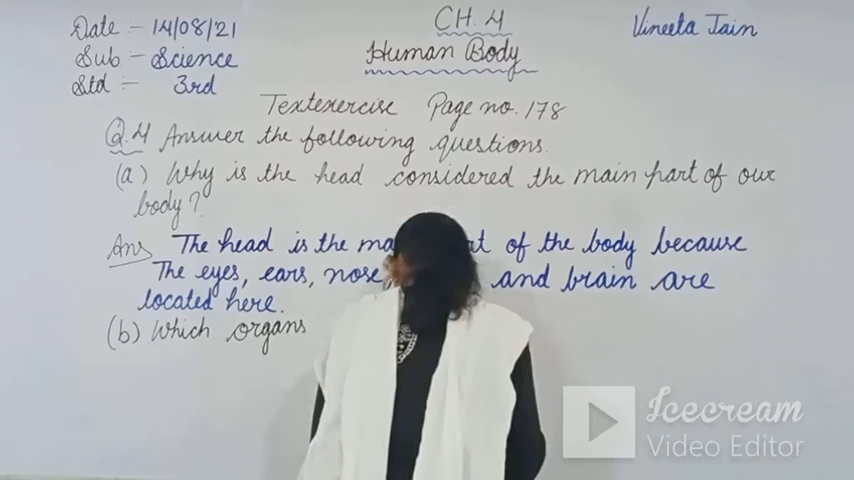 Date :- 14/08/21
Sub :- Science
Std :- 3rd
CH. 4
Human Body
Vineeta Jain
Textexercise Page no. 178
Q.4 Answer the following questions.
(a) Why is the head considered the main part of our
body?
Ans The head is the of the body because
The eyes, ears, nose, and brain are
located here.
(b) Which organs
Icecream
Video Editor